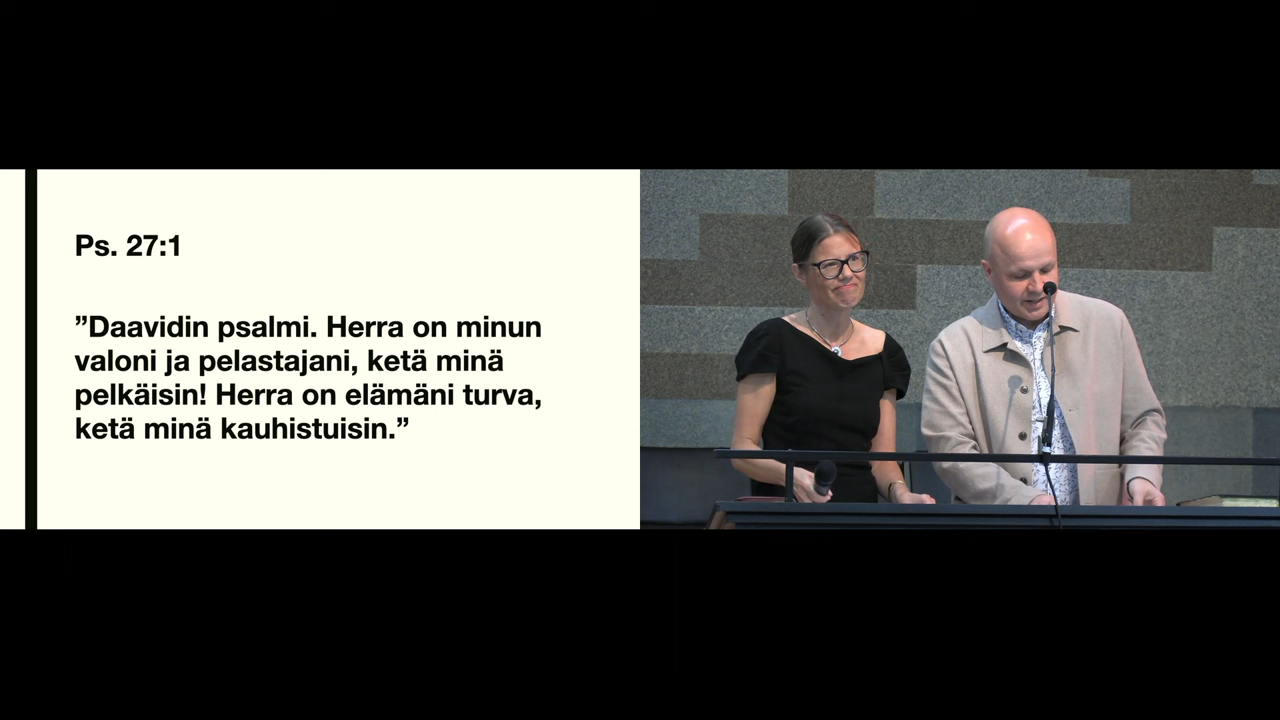 Ps. 27:1
”Daavidin psalmi. Herra on minun
valoni ja pelastajani, ketä minä
pelkäisin! Herra on elämäni turva,
ketä minä kauhistuisin.”